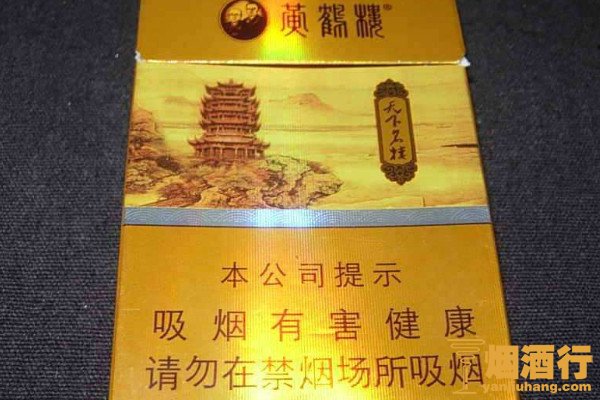 黄鹤楼®
天下名楼
本公司提示
吸烟有害健康
请勿在禁烟场所吸烟
烟酒行
yanjiuhang.com